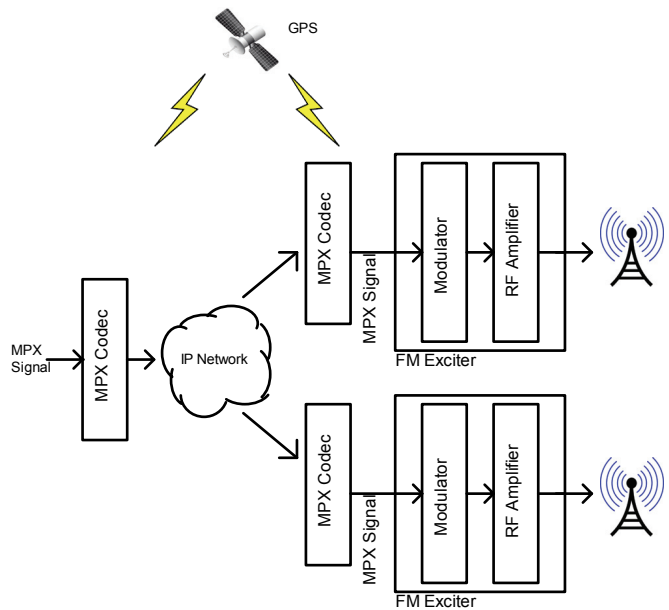 GPS
MPX
Signal
MPX Codec
IP Network
MPX Codec
MPX Signal
Modulator
RF Amplifier
FM Exciter
MPX Codec
MPX Signal
Modulator
RF Amplifier
FM Exciter